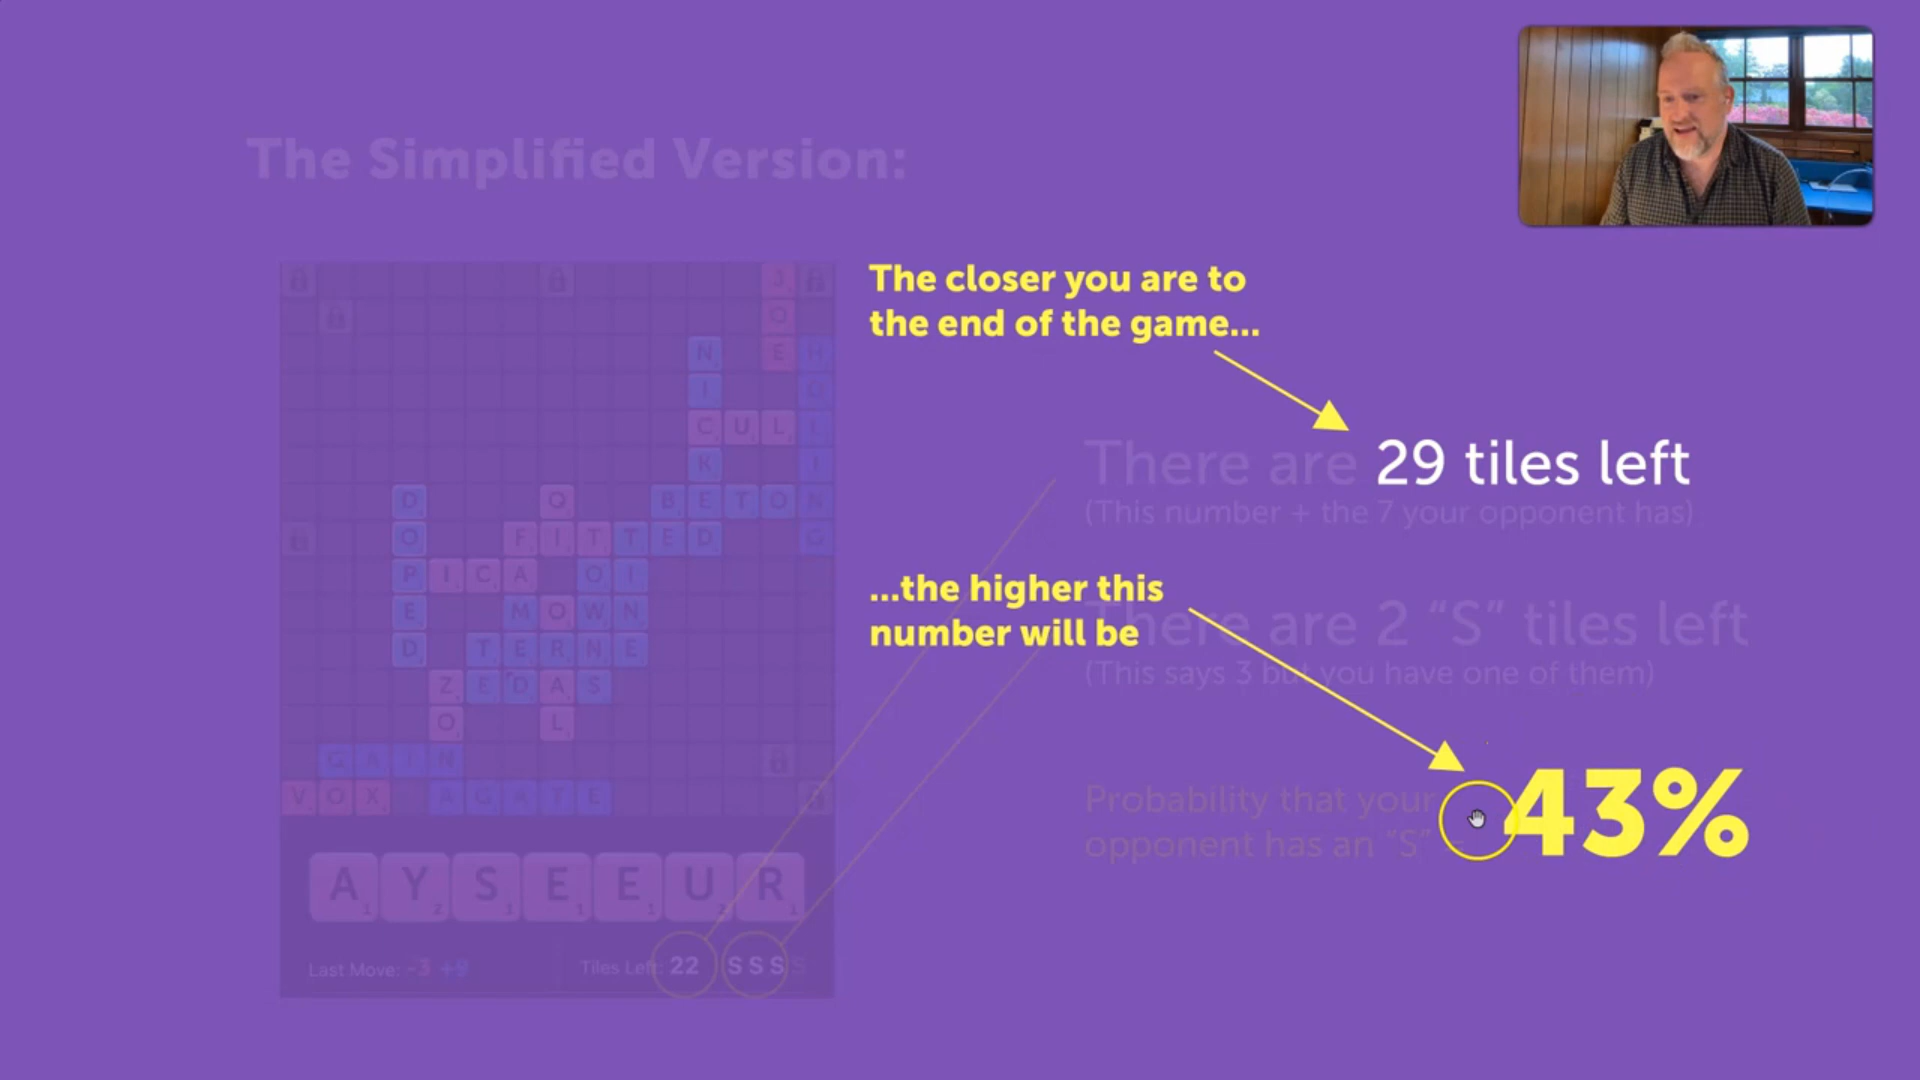 The Simplified Version:
The closer you are to
the end of the game...
There are 29 tiles left
(This number + the 7 your opponent has)
...the higher this
number will be
There are 2 “S” tiles left
(This says 3 but you have one of them)
Probability that your
opponent has an “S” =
43%
J
O
N E H
I
C U L L
K I
D O B E T O N
O F I T T E D G
P I C A O I
E M O W N
D T E R N E
Z E D A S
O L
G A I N
V O X A G A T E
A Y S E E U R
Last Move: -3 +9 Tiles Left: 22 S S S S